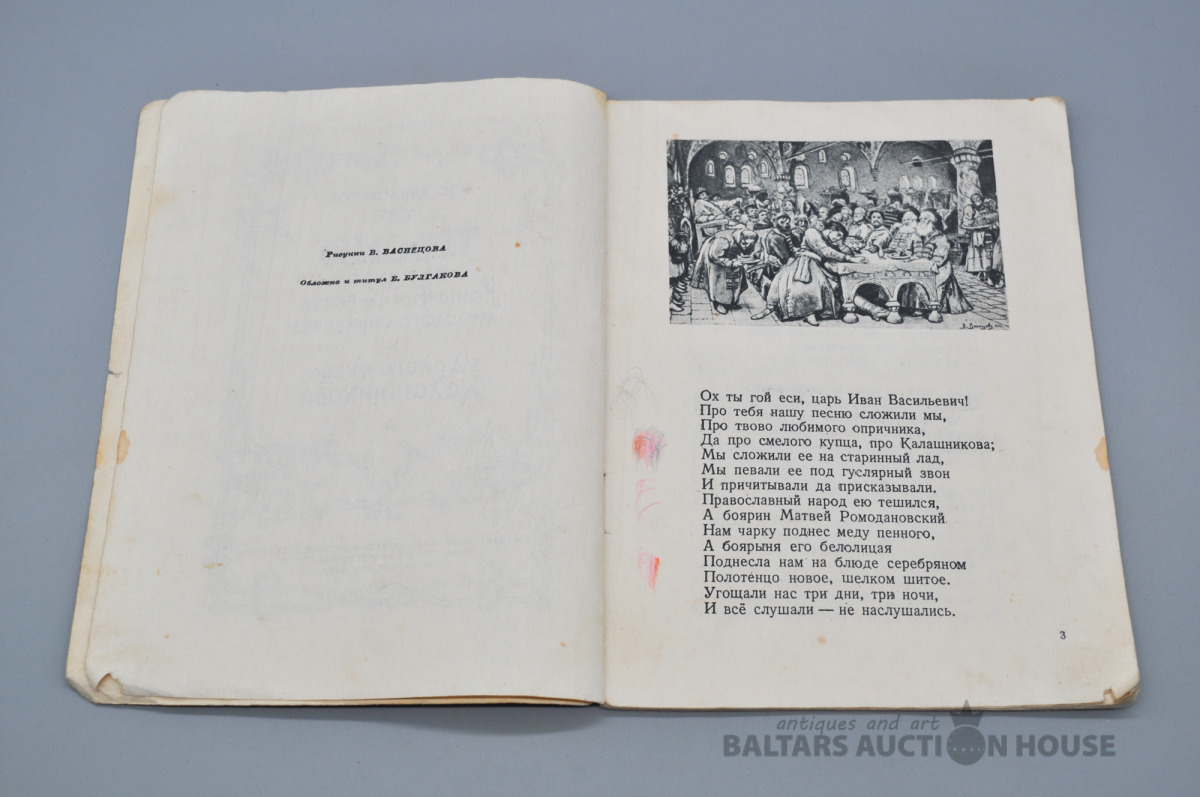 Рисунки В. ВАСНЕЦОВА
Обложка и титул Б. БУЛГАКОВА
Ох ты гой еси, царь Иван Васильевич!
Про тебя нашу песню сложили мы,
Про твово любимого опричника,
Да про смелого купца, про Калашникова;
Мы сложили ее на старинный лад,
Мы певали ее под гуслярный звон
И причитывали да присказывали.
Православный народ ею тешился,
А боярин Матвей Ромодановский
Нам чарку поднес меду пенного,
А боярыня его белолицая
Поднесла нам на блюде серебряном
Полоте́нцо новое, шелком шитое.
Угощали нас три дни, три ночи,
И всё слушали — не наслушались.
3
antiques and art
BALTARS AUCTION HOUSE